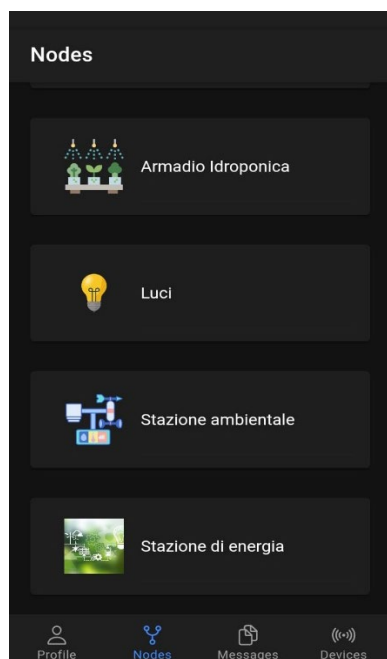 Nodes
Armadio Idroponica
Luci
Stazione ambientale
Stazione di energia
Profile
Nodes
Messages
Devices